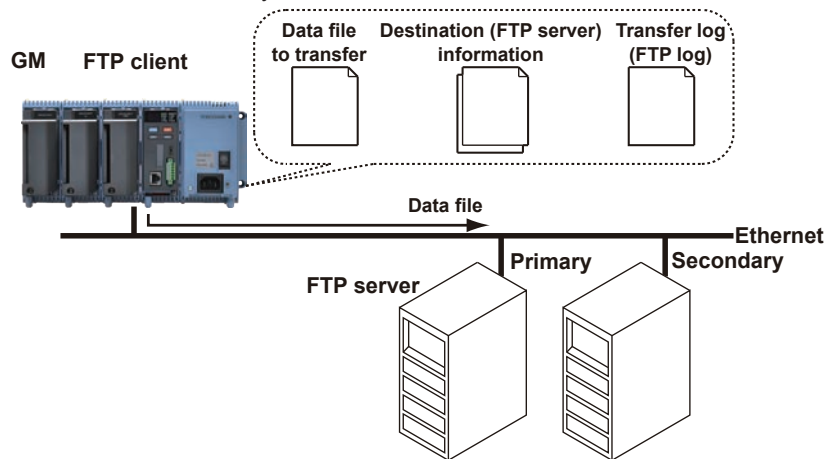 Data file
to transfer
Destination (FTP server)
information
Transfer log
(FTP log)
GM
FTP client
Data file
Ethernet
Primary
Secondary
FTP server